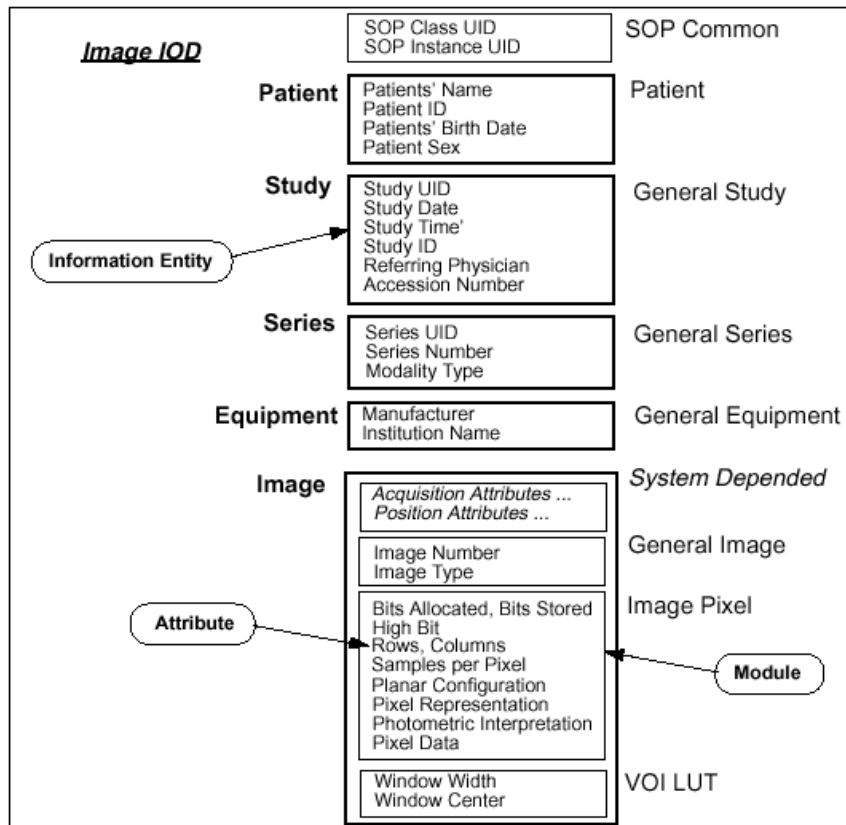 Image IOD
SOP Class UID
SOP Instance UID
SOP Common
Patient
Patients' Name
Patient ID
Patients' Birth Date
Patient Sex
Patient
Study
Study UID
Study Date
Study Time'
Study ID
Referring Physician
Accession Number
General Study
Information Entity
Series
Series UID
Series Number
Modality Type
General Series
Equipment
Manufacturer
Institution Name
General Equipment
Image
Acquisition Attributes ...
Position Attributes ...
System Depended
Image Number
Image Type
General Image
Bits Allocated, Bits Stored
High Bit
Rows, Columns
Samples per Pixel
Planar Configuration
Pixel Representation
Photometric Interpretation
Pixel Data
Image Pixel
Attribute
Module
Window Width
Window Center
VOI LUT